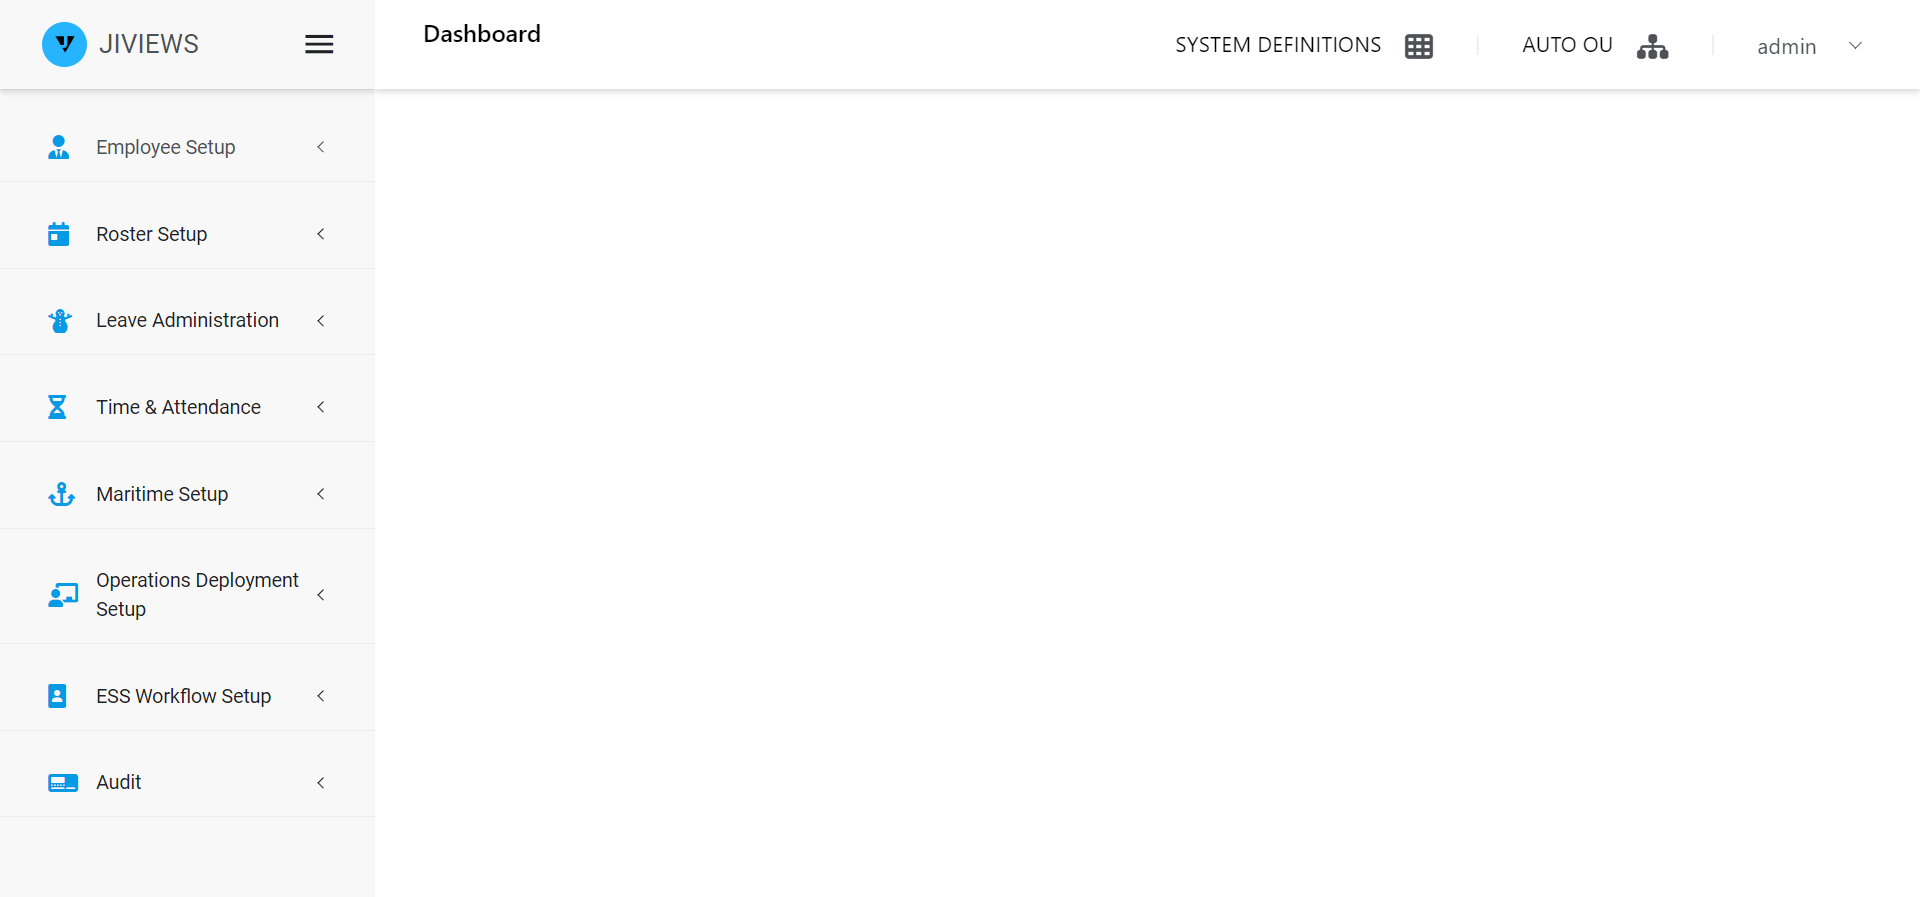 JIVIEWS
Dashboard
SYSTEM DEFINITIONS
AUTO OU
admin
Employee Setup
Roster Setup
Leave Administration
Time & Attendance
Maritime Setup
Operations Deployment
Setup
ESS Workflow Setup
Audit